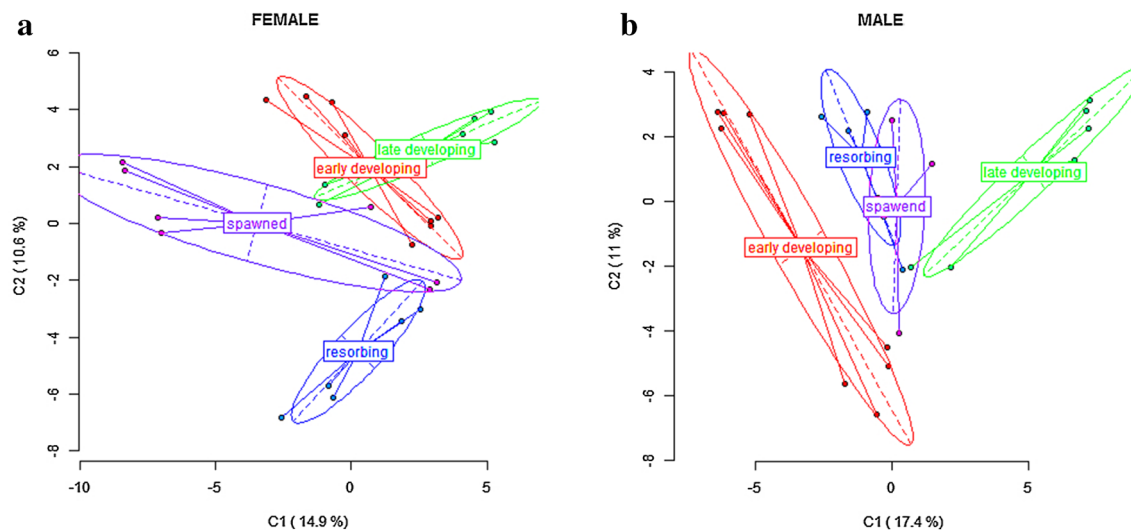 a
FEMALE
6
4
2
0
-2
-4
-6
-8
C2 ( 10.6 %)
late developing
early developing
spawned
resorbing
-10
-5
0
5
C1 ( 14.9 %)
b
MALE
4
2
0
-2
-4
-6
-8
C2 ( 11 %)
resorbing
late developing
spawend
early developing
-5
0
5
C1 ( 17.4 %)